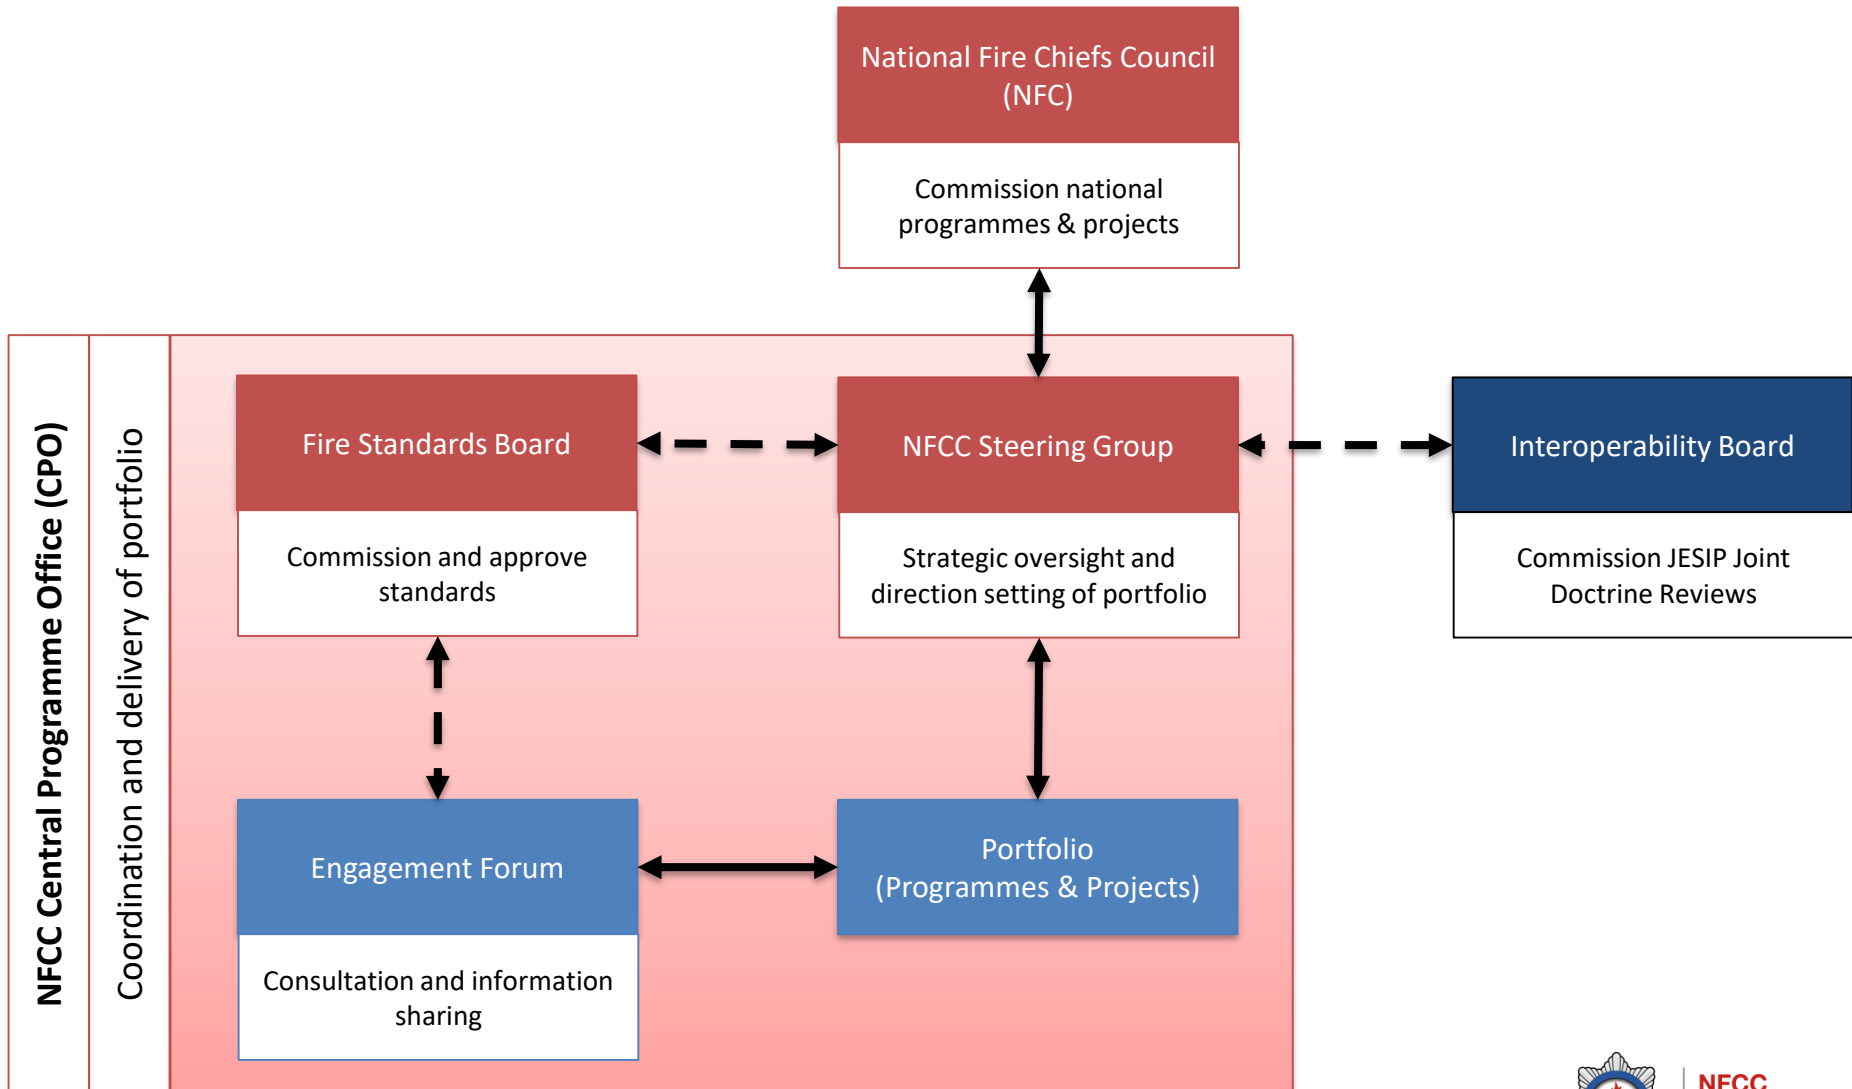 National Fire Chiefs Council
(NFC)
Commission national
programmes & projects
NFCC Central Programme Office (CPO)
Coordination and delivery of portfolio
Fire Standards Board
Commission and approve
standards
NFCC Steering Group
Strategic oversight and
direction setting of portfolio
Interoperability Board
Commission JESIP Joint
Doctrine Reviews
Engagement Forum
Consultation and information
sharing
Portfolio
(Programmes & Projects)
NFCC